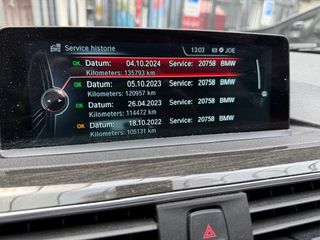 Service historie 13:03 JOE
OK Datum: 04.10.2024 Service: 20758 BMW
Kilometers: 135793 km
OK Datum: 05.10.2023 Service: 20758 BMW
Kilometers: 120957 km
OK Datum: 26.04.2023 Service: 20758 BMW
Kilometers: 114472 km
OK Datum: 18.10.2022 Service: 20758 BMW
Kilometers: 105131 km